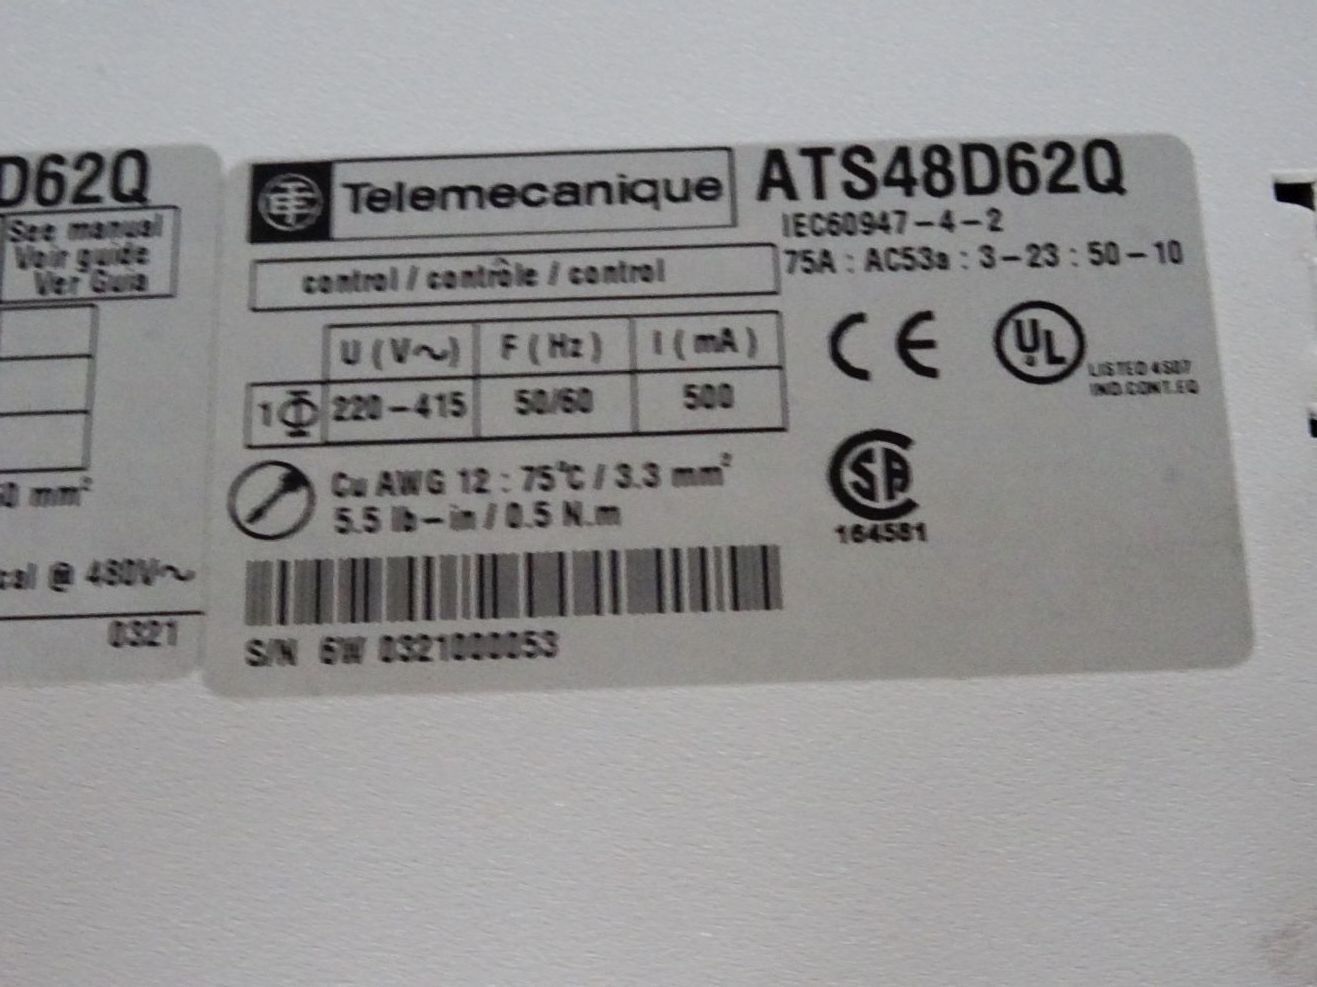 D62Q
See manual
Voir guide
Ver Guia
mm²
@ 480V~
0321
Telemecanique
ATS48D62Q
IEC60947-4-2
75A : AC53a : 3-23 : 50-10
control / contrôle / control
U (V~) F (Hz) I (mA)
1Φ 220-415 50/60 500
CE
UL
LISTED 4S07
IND.CONT.EQ
Cu AWG 12 : 75°C / 3.3 mm²
5.5 lb-in / 0.5 N.m
SA
164581
S/N 6W 0321000053